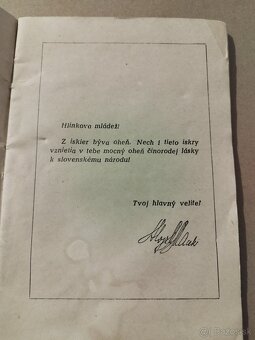 Hlinkova mládež!
Z iskier býva oheň. Nech i tieto iskry
vznietia v tebe mocný oheň činorodej lásky
k slovenskému národu!
Tvoj hlavný veliteľ